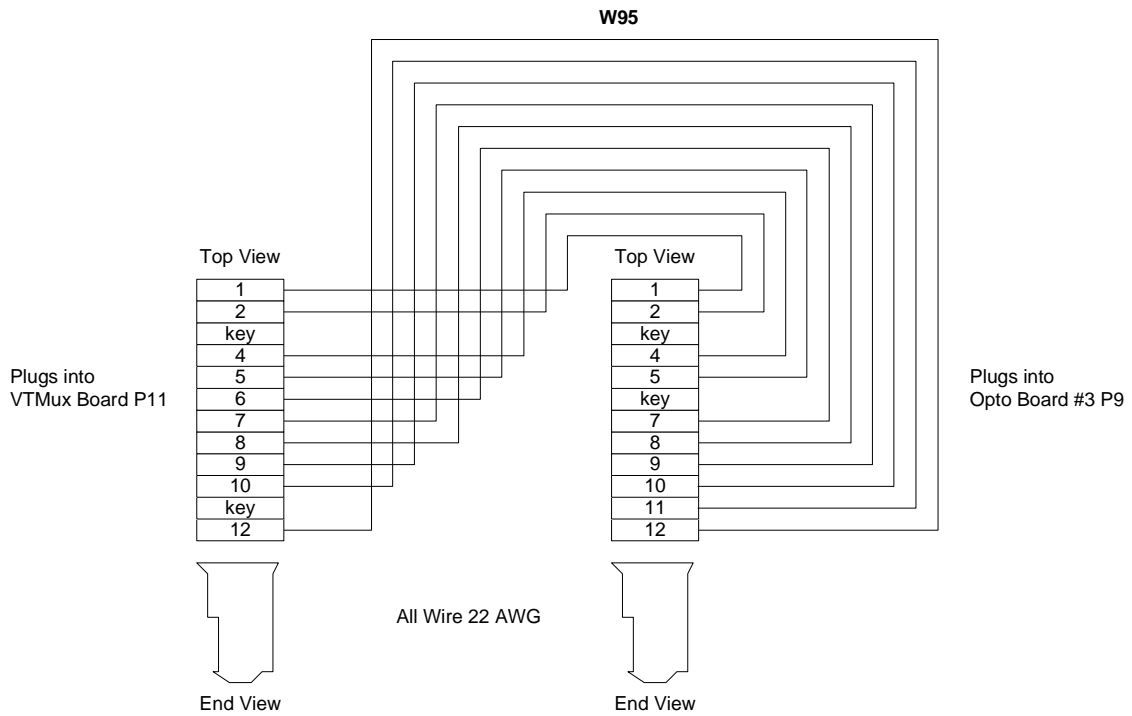 W95
Top View
1
2
key
4
5
6
7
8
9
10
key
12
Plugs into
VTMux Board P11
End View
All Wire 22 AWG
Top View
1
2
key
4
5
key
7
8
9
10
11
12
Plugs into
Opto Board #3 P9
End View